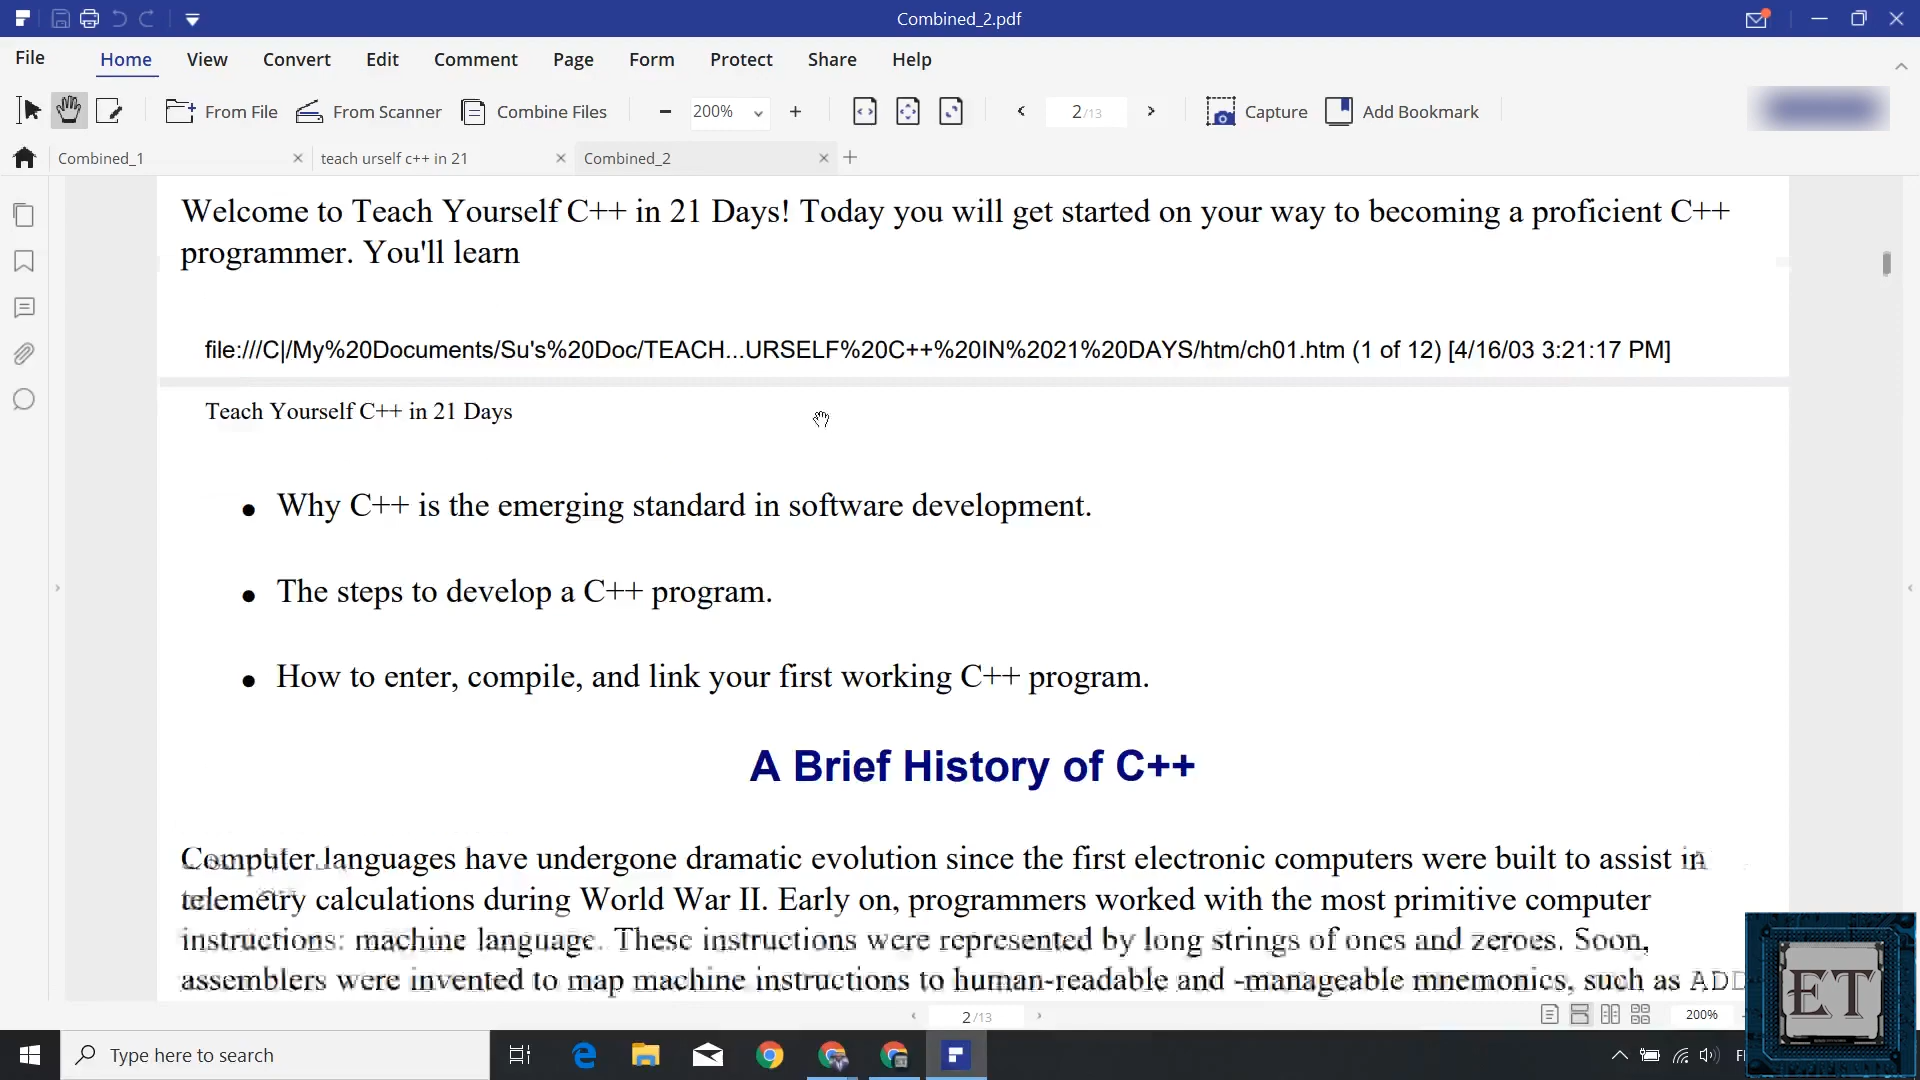 Combined_2.pdf
File Home View Convert Edit Comment Page Form Protect Share Help
From File From Scanner Combine Files 200% 2/13 Capture Add Bookmark
Combined_1 teach urself c++ in 21 Combined_2
Welcome to Teach Yourself C++ in 21 Days! Today you will get started on your way to becoming a proficient C++
programmer. You'll learn
file:///C|/My%20Documents/Su's%20Doc/TEACH...URSELF%20C++%20IN%2021%20DAYS/htm/ch01.htm (1 of 12) [4/16/03 3:21:17 PM]
Teach Yourself C++ in 21 Days
● Why C++ is the emerging standard in software development.
● The steps to develop a C++ program.
● How to enter, compile, and link your first working C++ program.
A Brief History of C++
Computer languages have undergone dramatic evolution since the first electronic computers were built to assist in
telemetry calculations during World War II. Early on, programmers worked with the most primitive computer
instructions: machine language. These instructions were represented by long strings of ones and zeroes. Soon,
assemblers were invented to map machine instructions to human-readable and -manageable mnemonics, such as ADD
2/13 200%
Type here to search
ET